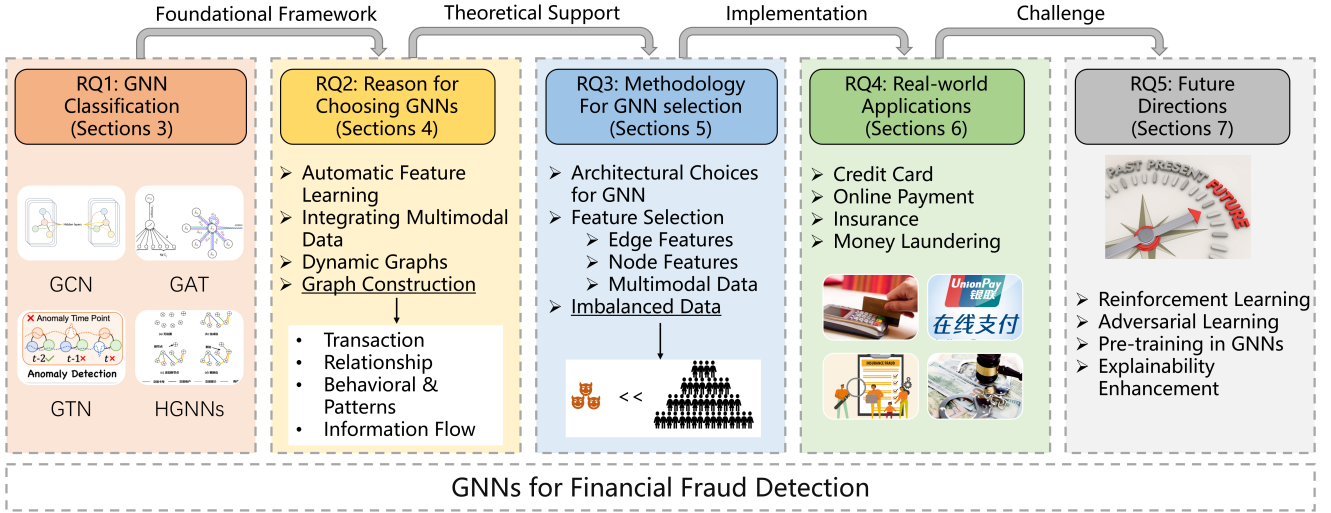 Foundational Framework
Theoretical Support
Implementation
Challenge
RQ1: GNN
Classification
(Sections 3)
GCN
GAT
Anomaly Time Point
t-2
t-1
t
Anomaly Detection
GTN
HGNNs
RQ2: Reason for
Choosing GNNs
(Sections 4)
Automatic Feature
Learning
Integrating Multimodal
Data
Dynamic Graphs
Graph Construction
Transaction
Relationship
Behavioral &
Patterns
Information Flow
RQ3: Methodology
For GNN selection
(Sections 5)
Architectural Choices
for GNN
Feature Selection
Edge Features
Node Features
Multimodal Data
Imbalanced Data
<<
RQ4: Real-world
Applications
(Sections 6)
Credit Card
Online Payment
Insurance
Money Laundering
UnionPay
银联
在线支付
INSURANCE FRAUD
RQ5: Future
Directions
(Sections 7)
PAST PRESENT FUTURE
Reinforcement Learning
Adversarial Learning
Pre-training in GNNs
Explainability
Enhancement
GNNs for Financial Fraud Detection